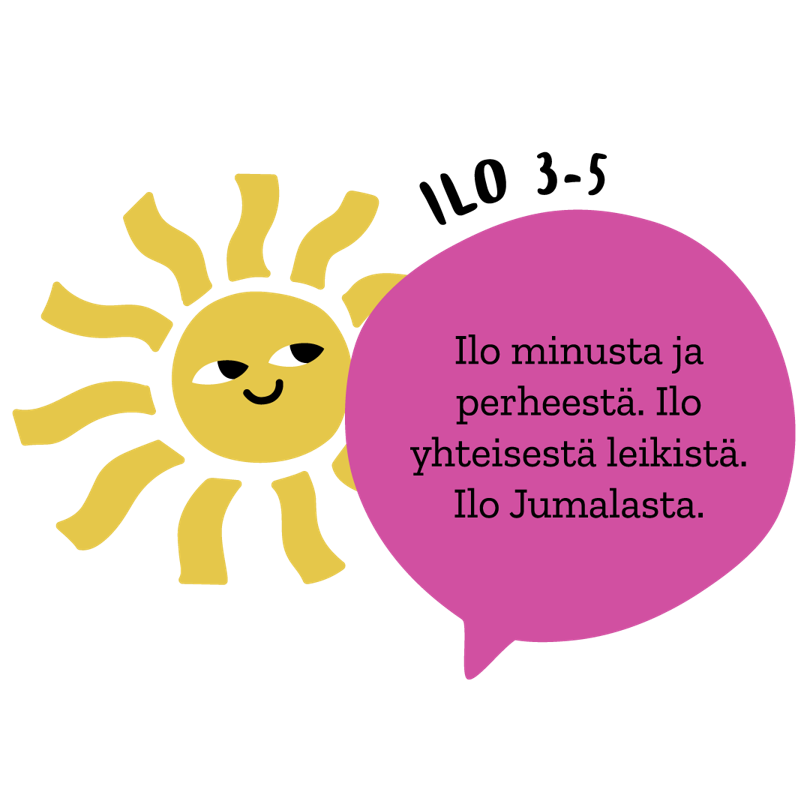 ILO 3-5
Ilo minusta ja
perheestä. Ilo
yhteisestä leikistä.
Ilo Jumalasta.